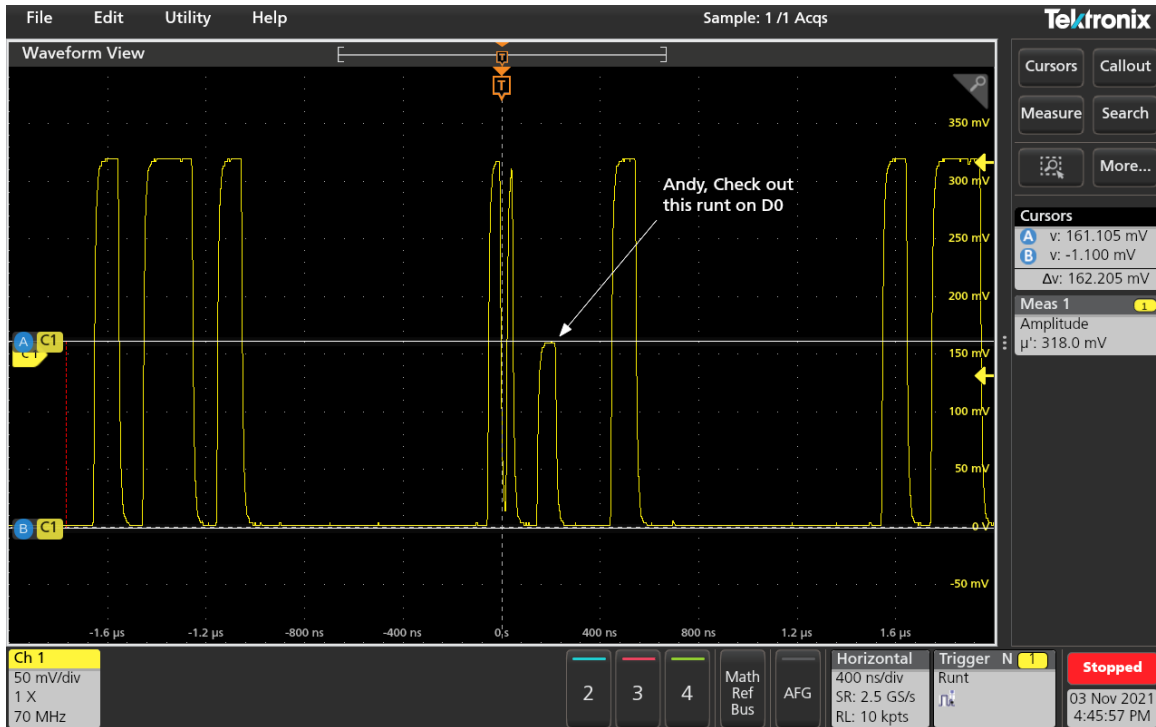 File Edit Utility Help Sample: 1 /1 Acqs Tektronix
Waveform View
T
T
Cursors Callout
Measure Search
More...
350 mV
300 mV
250 mV
200 mV
150 mV
100 mV
50 mV
0 V
-50 mV
Andy, Check out
this runt on D0
A C1
C1
B C1
-1.6 µs -1.2 µs -800 ns -400 ns 0 s 400 ns 800 ns 1.2 µs 1.6 µs
Cursors
A v: 161.105 mV
B v: -1.100 mV
Δv: 162.205 mV
Meas 1 1
Amplitude
µ': 318.0 mV
Ch 1
50 mV/div
1 X
70 MHz
2 3 4
Math
Ref
Bus
AFG
Horizontal
400 ns/div
SR: 2.5 GS/s
RL: 10 kpts
Trigger N 1
Runt
Stopped
03 Nov 2021
4:45:57 PM